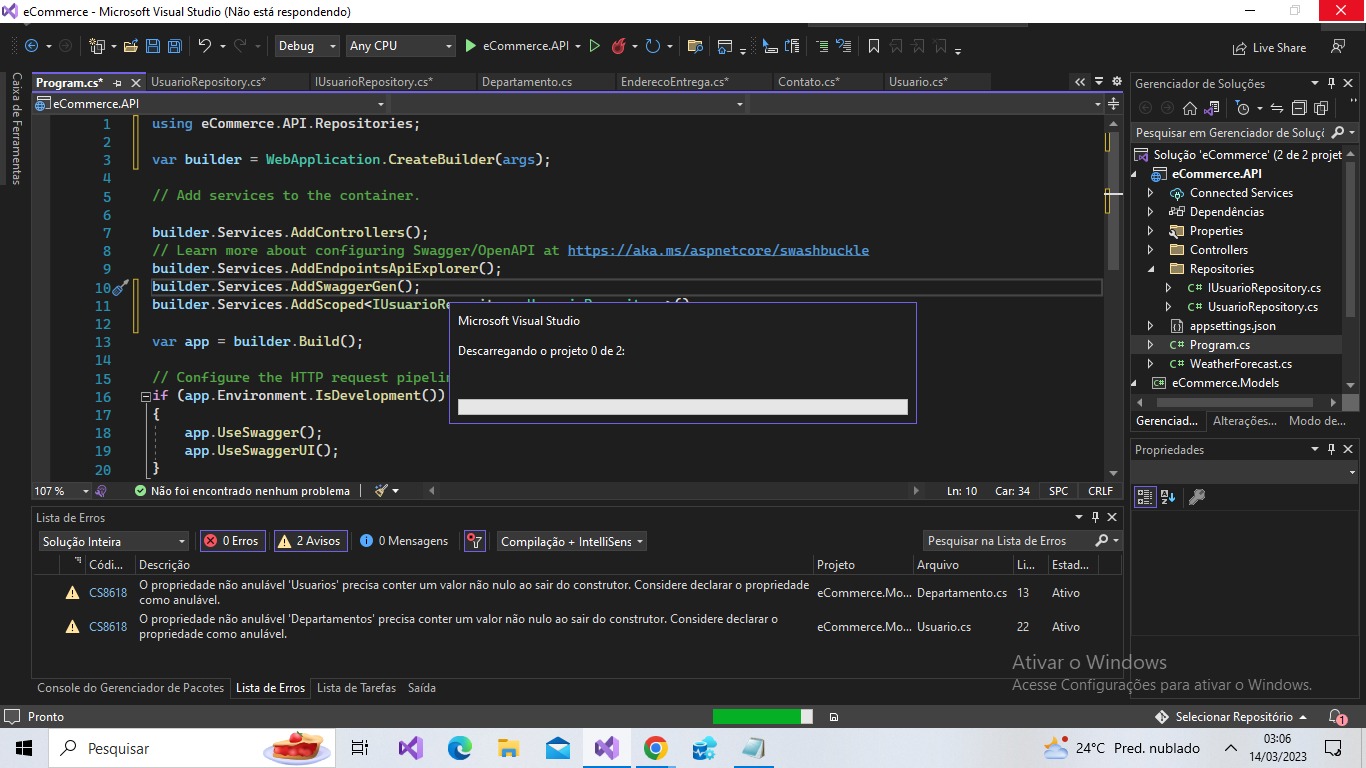 eCommerce - Microsoft Visual Studio (Não está respondendo)
Debug
Any CPU
eCommerce.API
Live Share
Caixa de Ferramentas
Program.cs*
UsuarioRepository.cs*
IUsuarioRepository.cs*
Departamento.cs
EnderecoEntrega.cs*
Contato.cs*
Usuario.cs*
eCommerce.API
1 using eCommerce.API.Repositories;
2
3 var builder = WebApplication.CreateBuilder(args);
4
5 // Add services to the container.
6
7 builder.Services.AddControllers();
8 // Learn more about configuring Swagger/OpenAPI at https://aka.ms/aspnetcore/swashbuckle
9 builder.Services.AddEndpointsApiExplorer();
10 builder.Services.AddSwaggerGen();
11 builder.Services.AddScoped<IUsuarioRe
12
13 var app = builder.Build();
14
15 // Configure the HTTP request pipelin
16 if (app.Environment.IsDevelopment())
17 {
18 app.UseSwagger();
19 app.UseSwaggerUI();
20 }
Microsoft Visual Studio
Descarregando o projeto 0 de 2:
107 %
Não foi encontrado nenhum problema
Ln: 10
Car: 34
SPC
CRLF
Gerenciador de Soluções
Pesquisar em Gerenciador de Soluçõ
Solução 'eCommerce' (2 de 2 projet
eCommerce.API
Connected Services
Dependências
Properties
Controllers
Repositories
C# IUsuarioRepository.cs
C# UsuarioRepository.cs
appsettings.json
C# Program.cs
C# WeatherForecast.cs
C# eCommerce.Models
Gerenciad...
Alterações...
Modo de...
Propriedades
Lista de Erros
Solução Inteira
0 Erros
2 Avisos
0 Mensagens
Compilação + IntelliSens
Pesquisar na Lista de Erros
Códi...
Descrição
Projeto
Arquivo
Li...
Estad...
CS8618
O propriedade não anulável 'Usuarios' precisa conter um valor não nulo ao sair do construtor. Considere declarar o propriedade
como anulável.
eCommerce.Mo...
Departamento.cs
13
Ativo
CS8618
O propriedade não anulável 'Departamentos' precisa conter um valor não nulo ao sair do construtor. Considere declarar o
propriedade como anulável.
eCommerce.Mo...
Usuario.cs
22
Ativo
Ativar o Windows
Acesse Configurações para ativar o Windows.
Console do Gerenciador de Pacotes
Lista de Erros
Lista de Tarefas
Saída
Pronto
Selecionar Repositório
1
Pesquisar
24°C Pred. nublado
03:06
14/03/2023